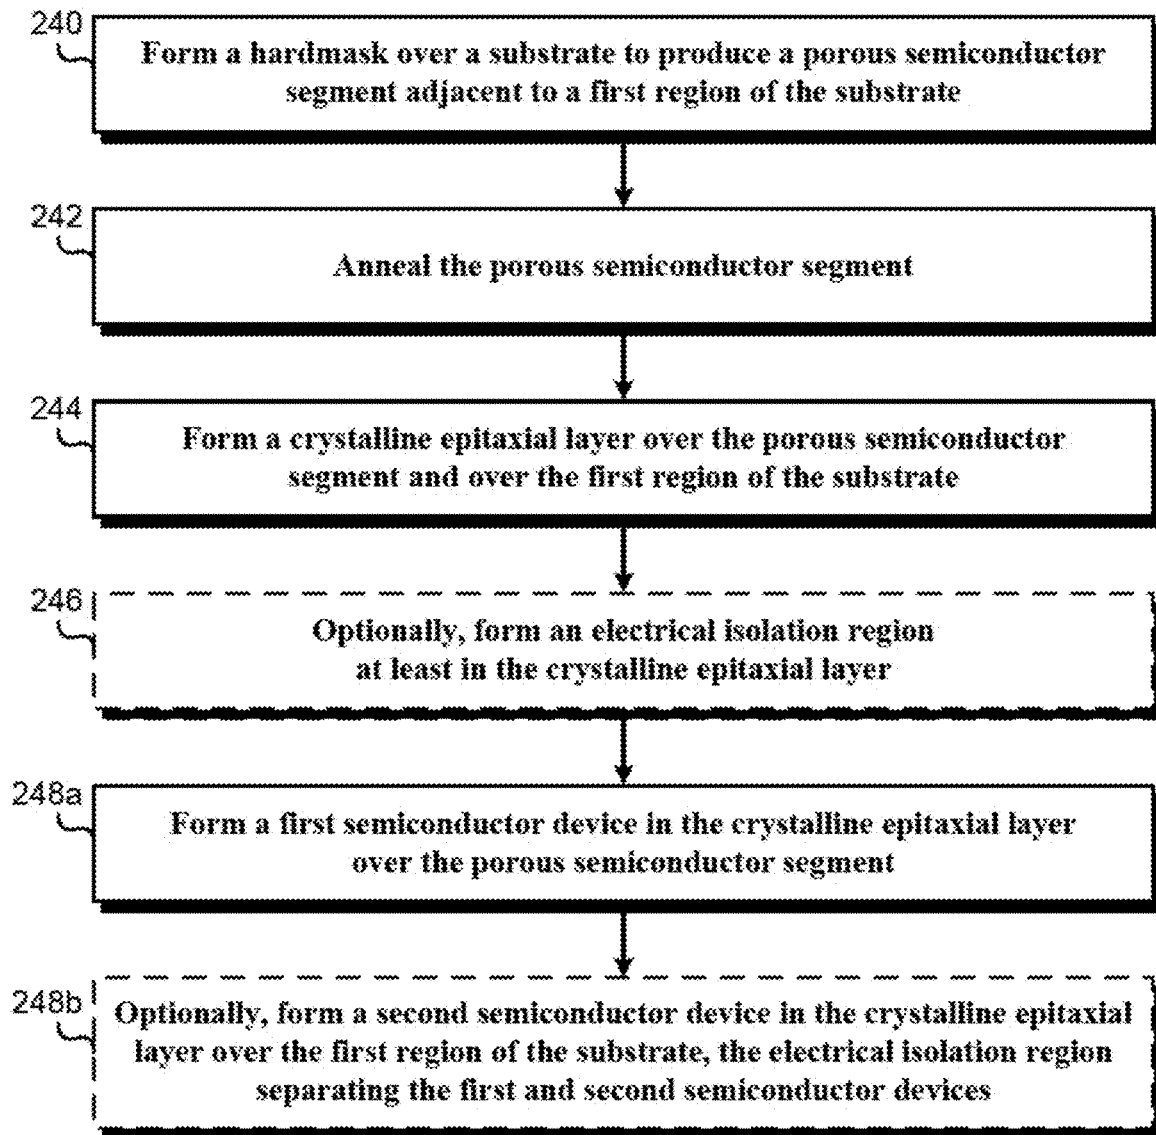 240
Form a hardmask over a substrate to produce a porous semiconductor
segment adjacent to a first region of the substrate
242
Anneal the porous semiconductor segment
244
Form a crystalline epitaxial layer over the porous semiconductor
segment and over the first region of the substrate
246
Optionally, form an electrical isolation region
at least in the crystalline epitaxial layer
248a
Form a first semiconductor device in the crystalline epitaxial layer
over the porous semiconductor segment
248b
Optionally, form a second semiconductor device in the crystalline epitaxial
layer over the first region of the substrate, the electrical isolation region
separating the first and second semiconductor devices